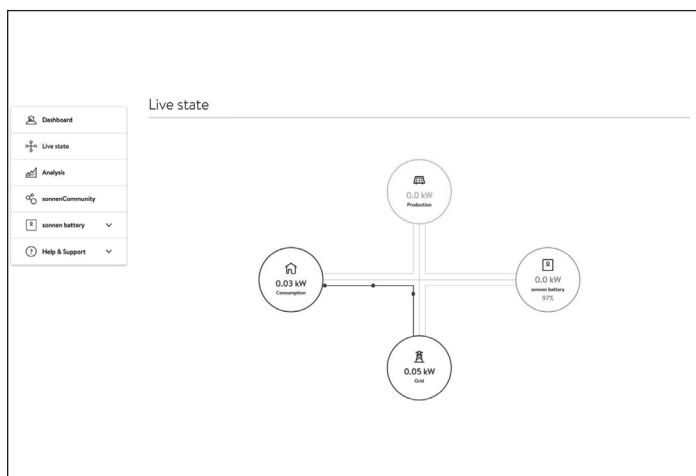 Live state
Dashboard
Live state
Analysis
sonnenCommunity
sonnen battery
Help & Support
0.0 kW
Production
0.03 kW
Consumption
0.0 kW
sonnen battery
97%
0.05 kW
Grid